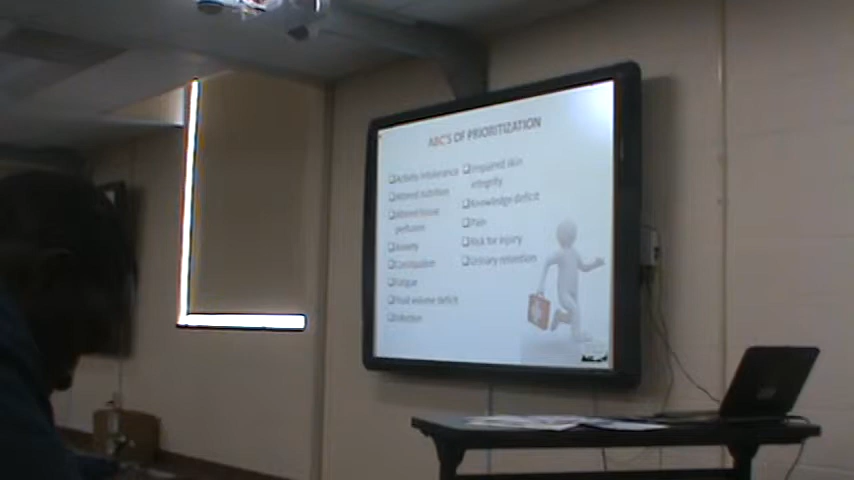 ABC'S OF PRIORITIZATION
Activity intolerance
Altered nutrition
Altered tissue
perfusion
Anxiety
Constipation
Fatigue
Fluid volume deficit
Infection
Impaired skin
integrity
Knowledge deficit
Pain
Risk for injury
Urinary retention